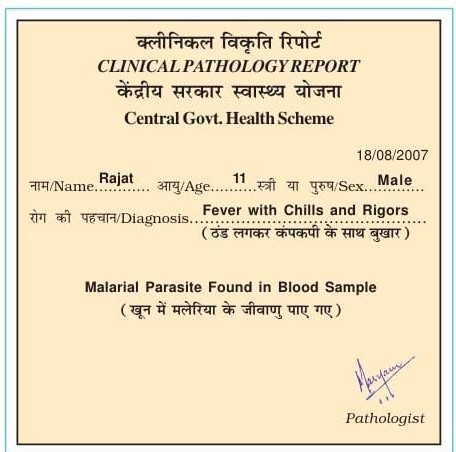 क्लीनिकल विकृति रिपोर्ट
CLINICAL PATHOLOGY REPORT
केंद्रीय सरकार स्वास्थ्य योजना
Central Govt. Health Scheme
18/08/2007
नाम/Name...Rajat... आयु/Age...11...स्त्री या पुरुष/Sex...Male...
रोग की पहचान/Diagnosis...Fever with Chills and Rigors...
(ठंड लगकर कंपकपी के साथ बुखार)
Malarial Parasite Found in Blood Sample
(खून में मलेरिया के जीवाणु पाए गए)
Maryam
Pathologist